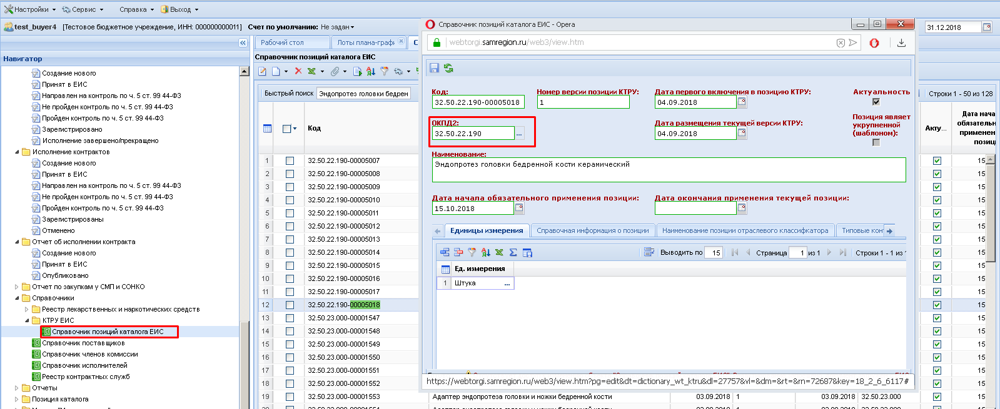 Настройки Сервис Справка Выход
test_buyer4 [Тестовое бюджетное учреждение, ИНН: 000000000011] Счет по умолчанию: Не задан
31.12.2018
Навигатор
Создание нового
Принят в ЕИС
Направлен на контроль по ч. 5 ст. 99 44-ФЗ
Не пройден контроль по ч. 5 ст. 99 44-ФЗ
Пройден контроль по ч. 5 ст. 99 44-ФЗ
Зарегистрировано
Исполнение завершено/прекращено
Исполнение контрактов
Создание нового
Принят в ЕИС
Направлен на контроль по ч. 5 ст. 99 44-ФЗ
Не пройден контроль по ч. 5 ст. 99 44-ФЗ
Пройден контроль по ч. 5 ст. 99 44-ФЗ
Зарегистрированы
Отменено
Отчет об исполнении контракта
Создание нового
Принят в ЕИС
Опубликовано
Отчет по закупкам у СМП и СОНКО
Справочники
Реестр лекарственных и наркотических средств
КТРУ ЕИС
Справочник позиций каталога ЕИС
Справочник поставщиков
Справочник членов комиссии
Справочник исполнителей
Реестр контрактных служб
Отчеты
Позиция каталога
Рабочий стол Лоты плана-графи С
Справочник позиций каталога ЕИС
Быстрый поиск Эндопротез головки бедрен
Строки 1 - 50 из 128
Код
Акту...
Дата нача
обязательн
применен
позици
1 32.50.22.190-00005007 15
2 32.50.22.190-00005008 15
3 32.50.22.190-00005009 15
4 32.50.22.190-00005010 15
5 32.50.22.190-00005011 15
6 32.50.22.190-00005012 15
7 32.50.22.190-00005013 15
8 32.50.22.190-00005014 15
9 32.50.22.190-00005015 15
10 32.50.22.190-00005016 15
11 32.50.22.190-00005017 15
12 32.50.22.190-00005018 15
13 32.50.23.000-00001547 15
14 32.50.23.000-00001548 15
15 32.50.23.000-00001549 15
16 32.50.23.000-00001550 15
17 32.50.23.000-00001551 15
18 32.50.23.000-00001552 15
19 32.50.23.000-00001553 Адаптер эндопротеза головки и ножки бедренной кости 03.09.2018 1 03.09.2018 32.50.23.000 15
Справочник позиций каталога ЕИС - Opera
webtorgi.samregion.ru/web3/view.htm
Код:
32.50.22.190-00005018
Номер версии позиции КТРУ:
1
Дата первого включения в позицию КТРУ:
04.09.2018
Актуальность
ОКПД2:
32.50.22.190 ...
Дата размещения текущей версии КТРУ:
04.09.2018
Позиция являет
укрупненной
(шаблоном):
Наименование:
Эндопротез головки бедренной кости керамический
Дата начала обязательного применения позиции:
15.10.2018
Дата окончания применения текущей позиции:
Единицы измерения Справочная информация о позиции Наименование позиции отраслевого классифкатора Типовые кон
Выводить по 15 Страница 1 из 1 Строки 1 - 1 из
Ед. измерения
1 Штука ...
https://webtorgi.samregion.ru/web3/view.htm?pg=edit&dt=dictionary_wt_ktru&dl=27757&vl=&dm=&rt=&rn=72687&key=18_2_6_6117#